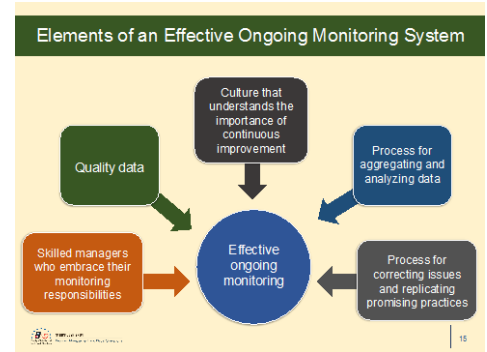 Elements of an Effective Ongoing Monitoring System
Culture that
understands the
importance of
continuous
improvement
Quality data
Process for
aggregating and
analyzing data
Skilled managers
who embrace their
monitoring
responsibilities
Effective
ongoing
monitoring
Process for
correcting issues
and replicating
promising practices
15